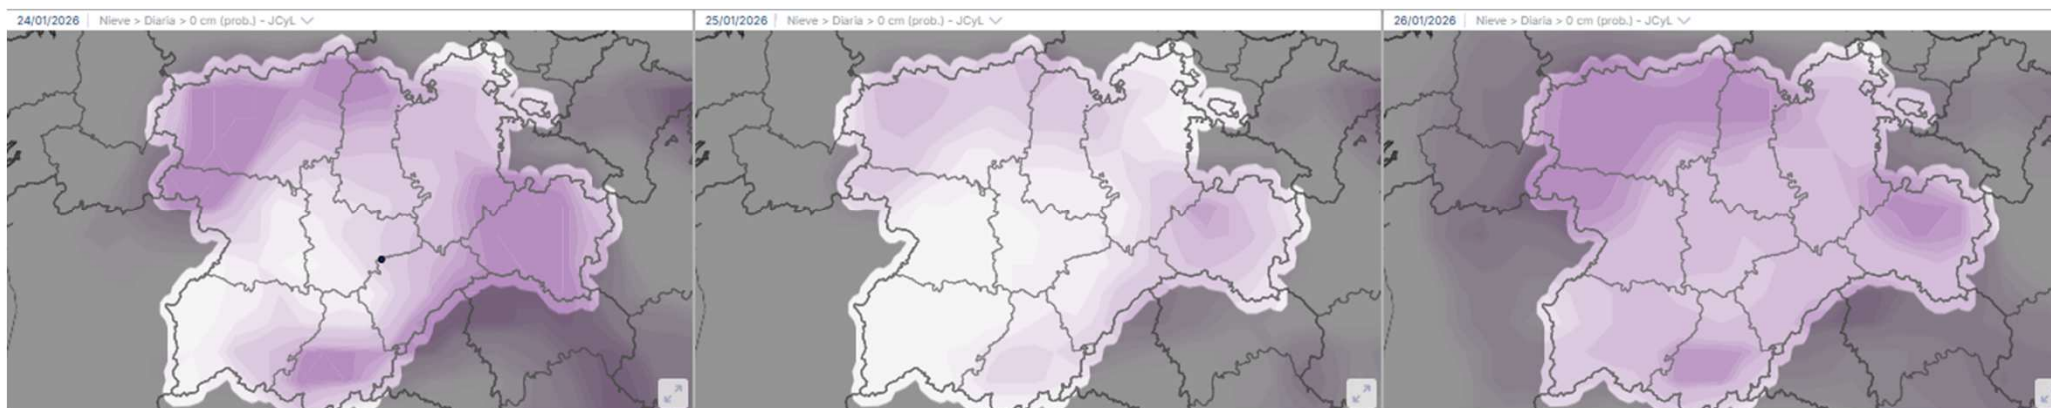 24/01/2026 Nieve > Diaria > 0 cm (prob.) - JCyL
25/01/2026 Nieve > Diaria > 0 cm (prob.) - JCyL
26/01/2026 Nieve > Diaria > 0 cm (prob.) - JCyL